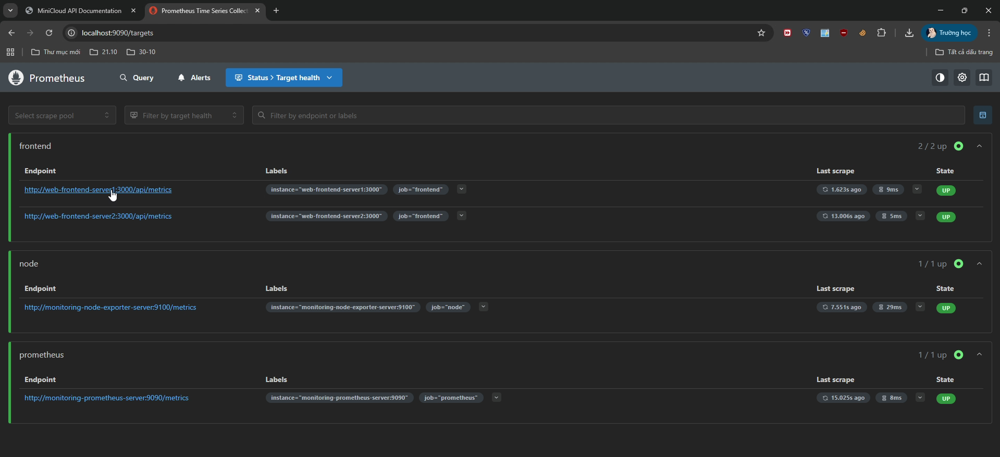 MiniCloud API Documentation
Prometheus Time Series Collect
localhost:9090/targets
Trường học
Thư mục mới
21.10
30-10
Tất cả dấu trang
Prometheus
Query
Alerts
Status > Target health
Select scrape pool
Filter by target health
Filter by endpoint or labels
frontend
2 / 2 up
Endpoint Labels Last scrape State
http://web-frontend-server1:3000/api/metrics instance="web-frontend-server1:3000" job="frontend" 1.623s ago 9ms UP
http://web-frontend-server2:3000/api/metrics instance="web-frontend-server2:3000" job="frontend" 13.006s ago 5ms UP
node
1 / 1 up
Endpoint Labels Last scrape State
http://monitoring-node-exporter-server:9100/metrics instance="monitoring-node-exporter-server:9100" job="node" 7.551s ago 29ms UP
prometheus
1 / 1 up
Endpoint Labels Last scrape State
http://monitoring-prometheus-server:9090/metrics instance="monitoring-prometheus-server:9090" job="prometheus" 15.025s ago 8ms UP